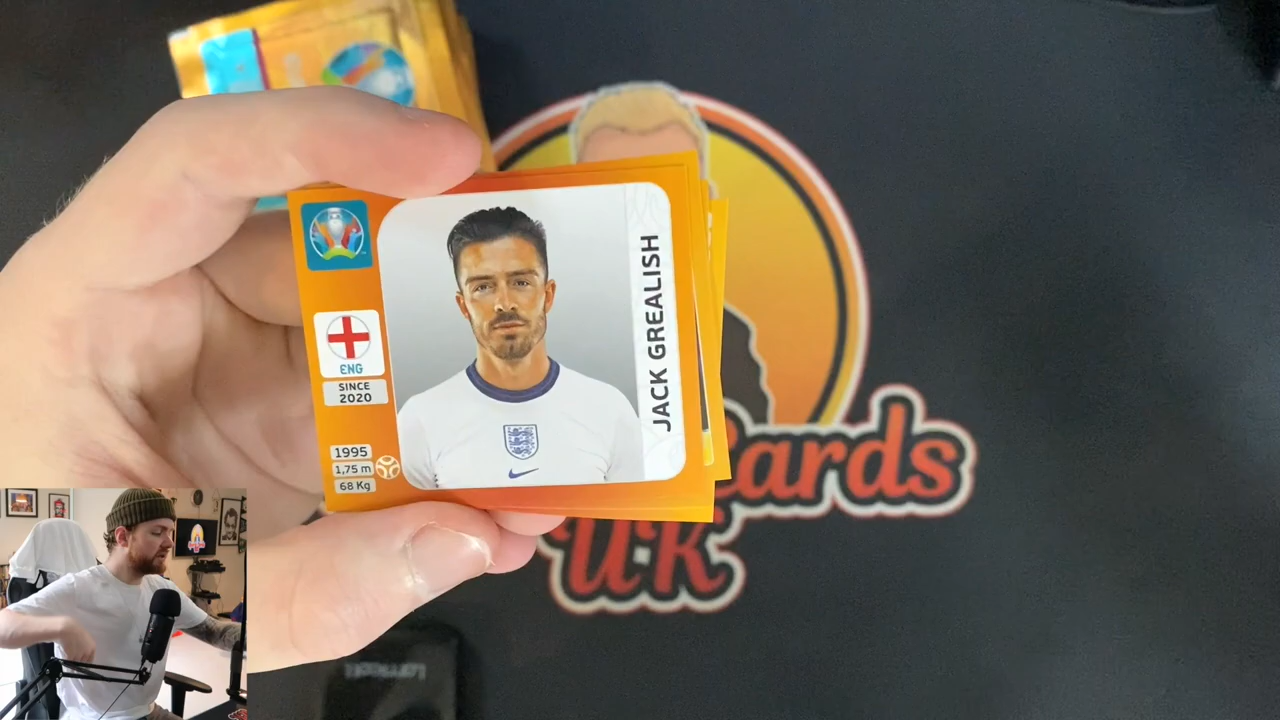 JACK GREALISH
ENG
SINCE
2020
1995
1,75 m
68 Kg
Cards
UK